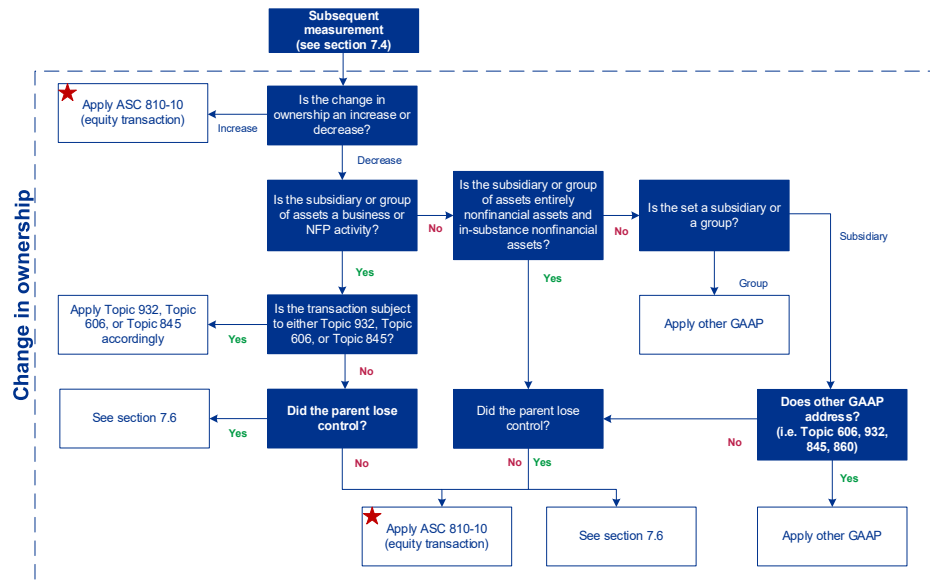 Subsequent
measurement
(see section 7.4)
Change in ownership
Apply ASC 810-10
(equity transaction)
Increase
Is the change in
ownership an increase or
decrease?
Decrease
Is the subsidiary or group
of assets a business or
NFP activity?
No
Is the subsidiary or group
of assets entirely
nonfinancial assets and
in-substance nonfinancial
assets?
No
Is the set a subsidiary or
a group?
Subsidiary
Yes
Yes
Group
Apply Topic 932, Topic
606, or Topic 845
accordingly
Yes
Is the transaction subject
to either Topic 932, Topic
606, or Topic 845?
Apply other GAAP
No
See section 7.6
Yes
Did the parent lose
control?
Did the parent lose
control?
No
Does other GAAP
address?
(i.e. Topic 606, 932,
845, 860)
No
No
Yes
Yes
Apply ASC 810-10
(equity transaction)
See section 7.6
Apply other GAAP